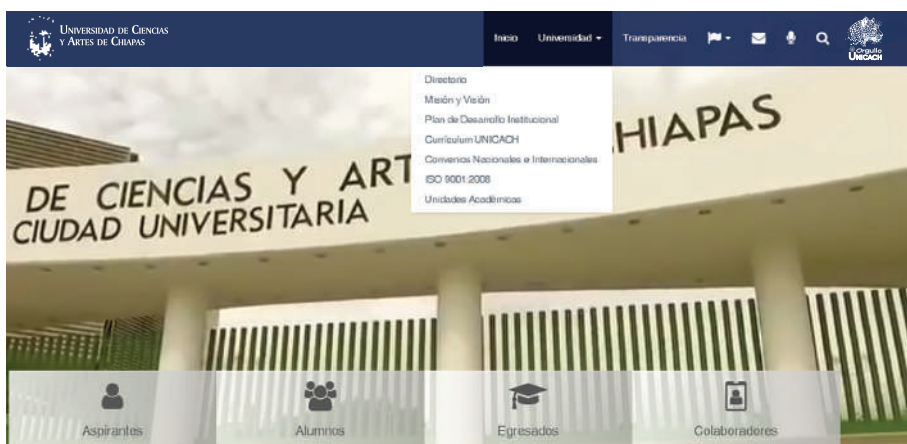 UNIVERSIDAD DE CIENCIAS
Y ARTES DE CHIAPAS
Inicio Universidad Transparencia
Orgullo
UNICACH
Directorio
Misión y Visión
Plan de Desarrollo Institucional
Currículum UNICACH
Convenios Nacionales e Internacionales
ISO 9001:2008
Unidades Académicas
DE CIENCIAS Y ART HIAPAS
CIUDAD UNIVERSITARIA
Aspirantes Alumnos Egresados Colaboradores